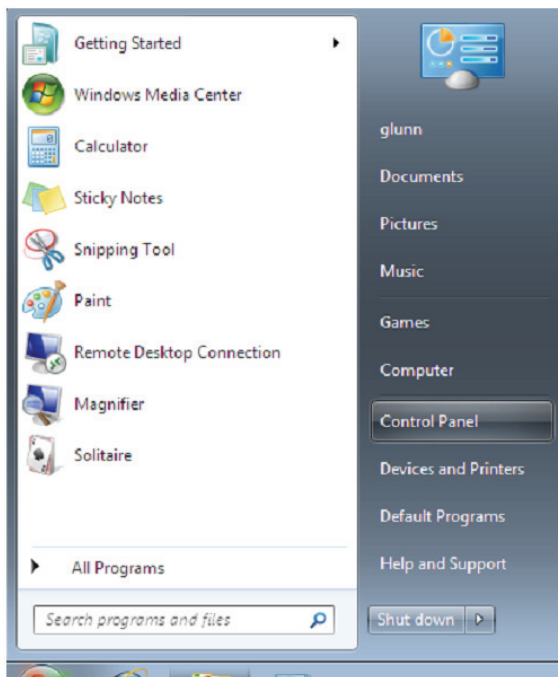 Getting Started
Windows Media Center
Calculator
Sticky Notes
Snipping Tool
Paint
Remote Desktop Connection
Magnifier
Solitaire
All Programs
Search programs and files
glunn
Documents
Pictures
Music
Games
Computer
Control Panel
Devices and Printers
Default Programs
Help and Support
Shut down